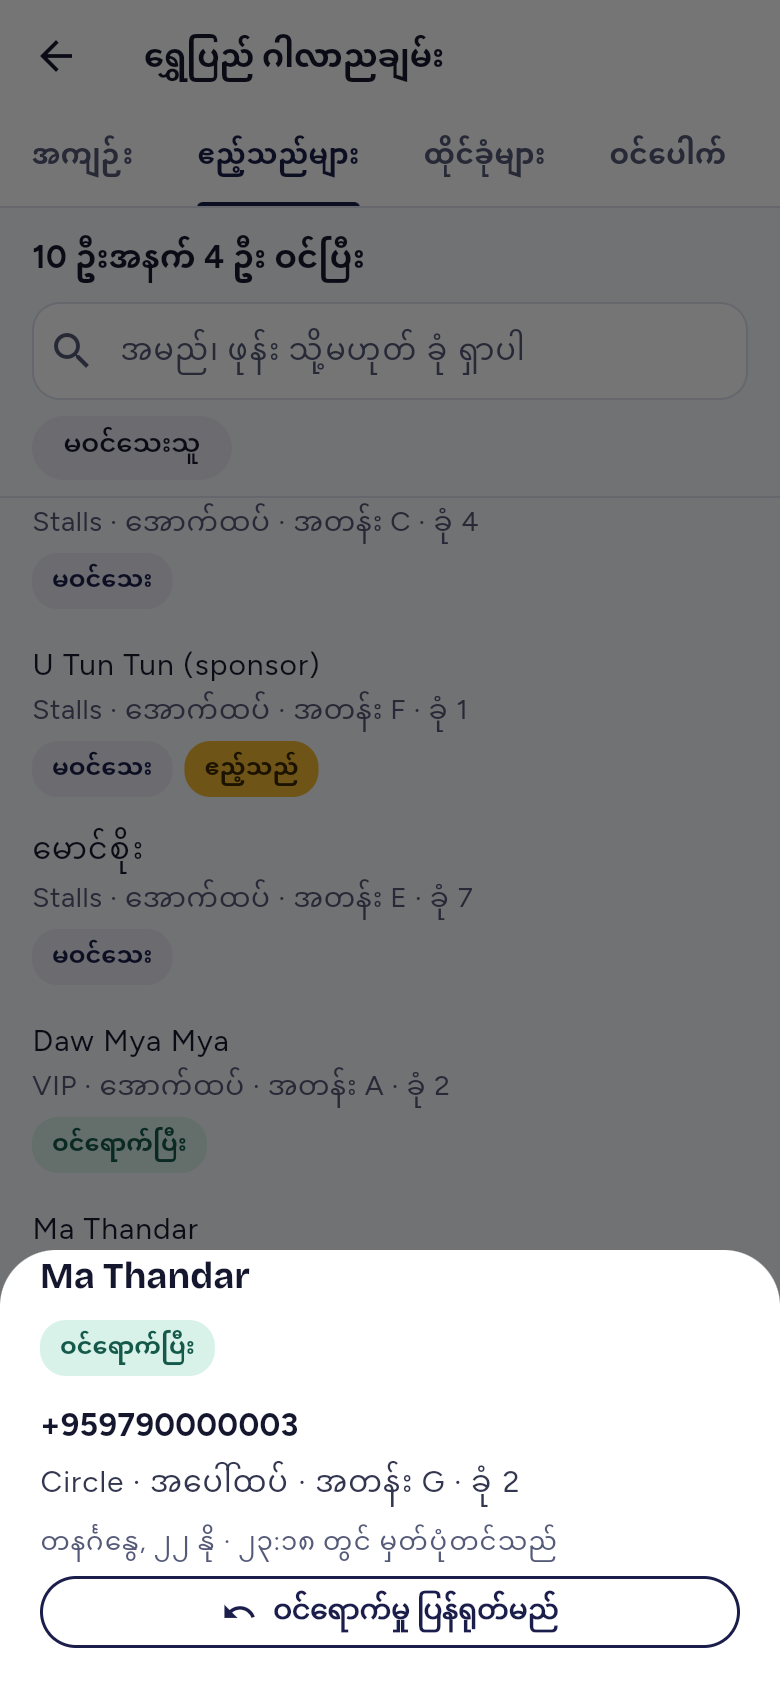 ရွှေပြည် ဂါလာညချမ်း
အကျဉ်း ဧည့်သည်များ ထိုင်ခုံများ ဝင်ပေါက်
10 ဦးအနက် 4 ဦး ဝင်ပြီး
အမည်၊ ဖုန်း သို့မဟုတ် ခုံ ရှာပါ
မဝင်သေးသူ
Stalls · အောက်ထပ် · အတန်း C · ခုံ 4
မဝင်သေး
U Tun Tun (sponsor)
Stalls · အောက်ထပ် · အတန်း F · ခုံ 1
မဝင်သေး ဧည့်သည်
မောင်စိုး
Stalls · အောက်ထပ် · အတန်း E · ခုံ 7
မဝင်သေး
Daw Mya Mya
VIP · အောက်ထပ် · အတန်း A · ခုံ 2
ဝင်ရောက်ပြီး
Ma Thandar
Ma Thandar
ဝင်ရောက်ပြီး
+959790000003
Circle · အပေါ်ထပ် · အတန်း G · ခုံ 2
တနင်္ဂနွေ, ၂၂ နို · ၂၃:၁၈ တွင် မှတ်ပုံတင်သည်
ဝင်ရောက်မှု ပြန်ရုတ်မည်